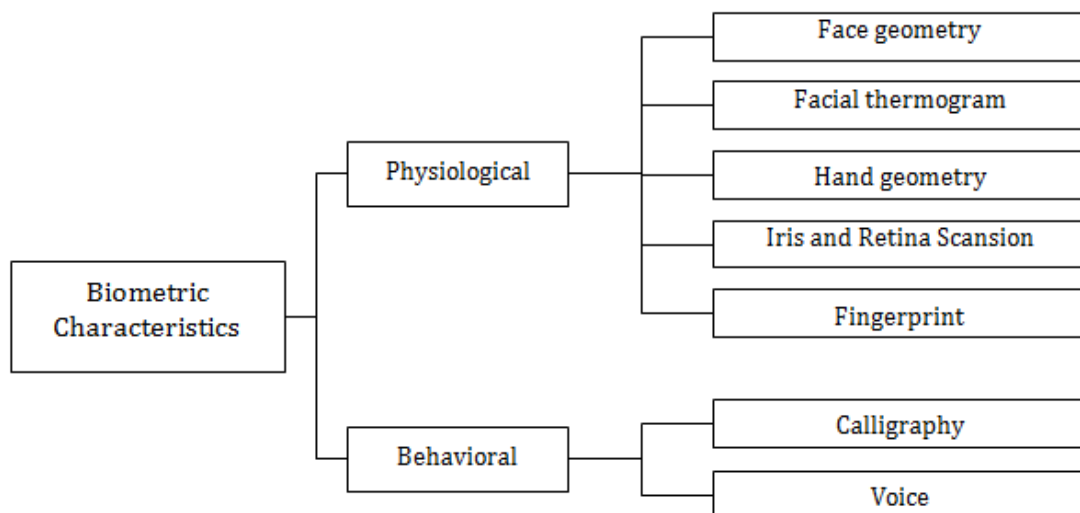 Face geometry
Facial thermogram
Physiological
Hand geometry
Iris and Retina Scansion
Biometric
Characteristics
Fingerprint
Calligraphy
Behavioral
Voice